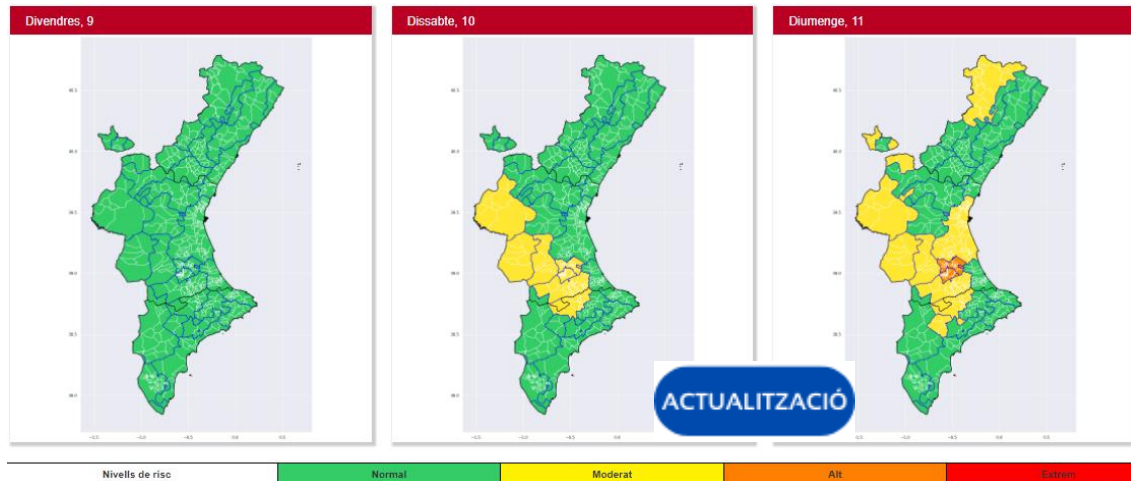 Divendres, 9
Dissabte, 10
Diumenge, 11
ACTUALITZACIÓ
Nivells de risc
Normal
Moderat
Alt
Extrem